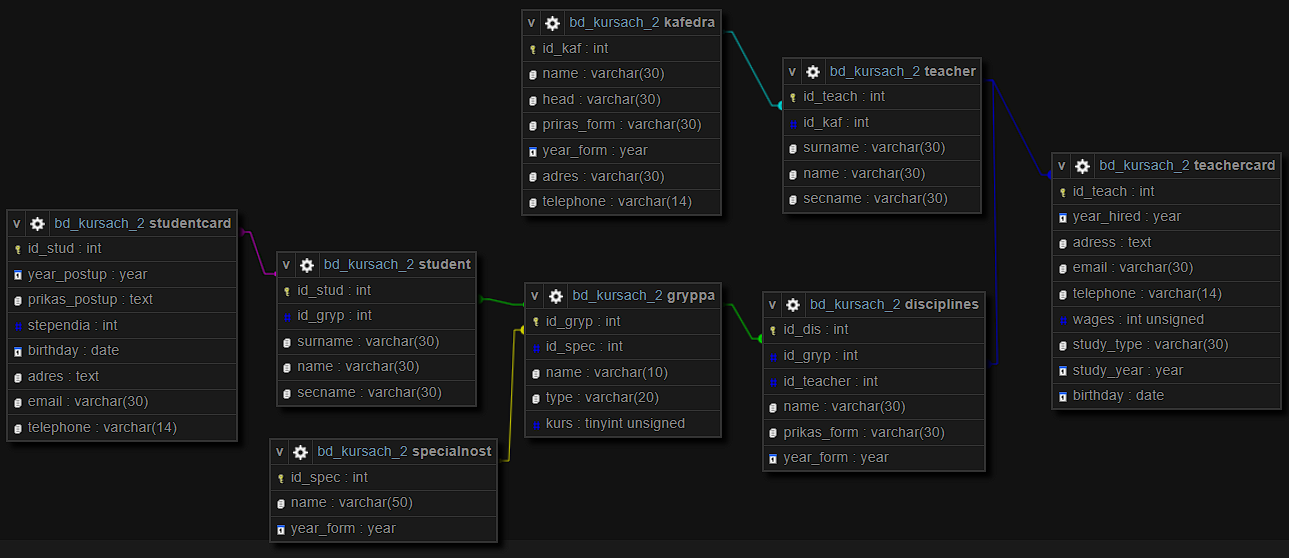 v bd_kursach_2 kafedra
id_kaf : int
name : varchar(30)
head : varchar(30)
priras_form : varchar(30)
year_form : year
adres : varchar(30)
telephone : varchar(14)
v bd_kursach_2 teacher
id_teach : int
id_kaf : int
surname : varchar(30)
name : varchar(30)
secname : varchar(30)
v bd_kursach_2 teachercard
id_teach : int
year_hired : year
adress : text
email : varchar(30)
telephone : varchar(14)
wages : int unsigned
study_type : varchar(30)
study_year : year
birthday : date
v bd_kursach_2 studentcard
id_stud : int
year_postup : year
prikas_postup : text
stependia : int
birthday : date
adres : text
email : varchar(30)
telephone : varchar(14)
v bd_kursach_2 student
id_stud : int
id_gryp : int
surname : varchar(30)
name : varchar(30)
secname : varchar(30)
v bd_kursach_2 gryppa
id_gryp : int
id_spec : int
name : varchar(10)
type : varchar(20)
kurs : tinyint unsigned
v bd_kursach_2 disciplines
id_dis : int
id_gryp : int
id_teacher : int
name : varchar(30)
prikas_form : varchar(30)
year_form : year
v bd_kursach_2 specialnost
id_spec : int
name : varchar(50)
year_form : year